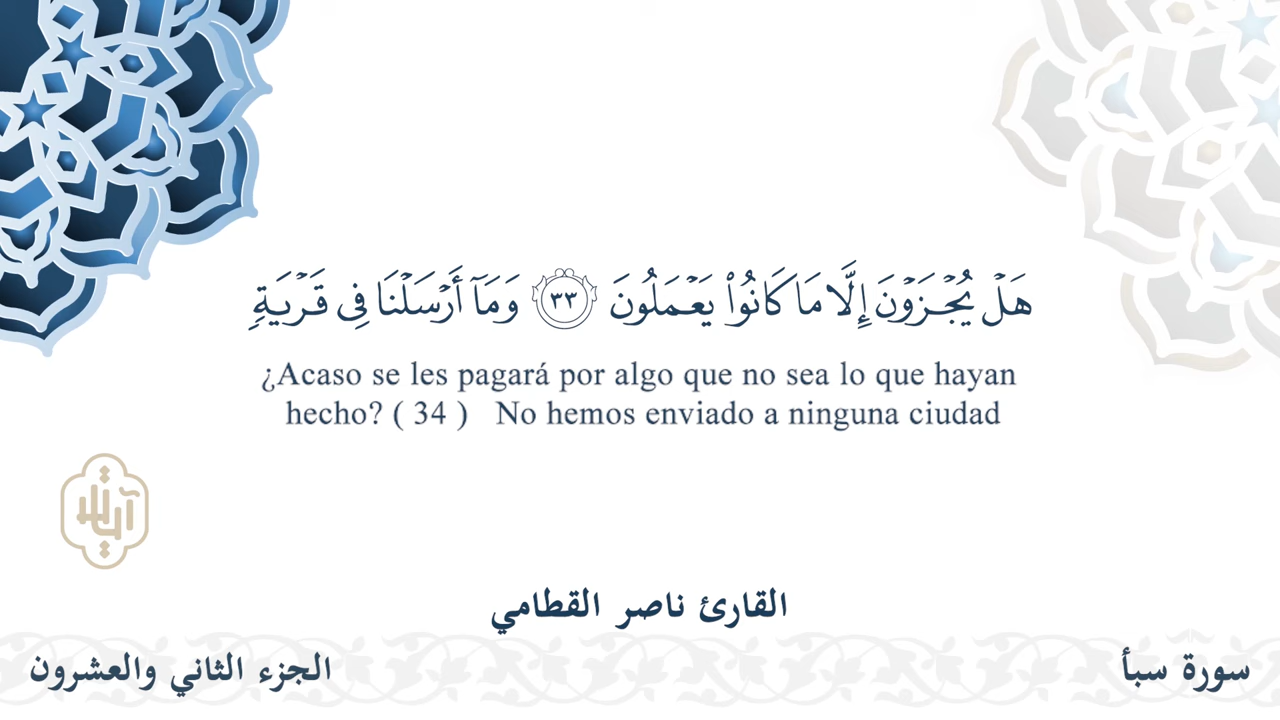 هَلْ يُجْزَوْنَ إِلَّا مَا كَانُوا۟ يَعْمَلُونَ ٣٣ وَمَآ أَرْسَلْنَا فِى قَرْيَةٍ
¿Acaso se les pagará por algo que no sea lo que hayan
hecho? ( 34 ) No hemos enviado a ninguna ciudad
القارئ ناصر القطامي
سورة سبأ
الجزء الثاني والعشرون